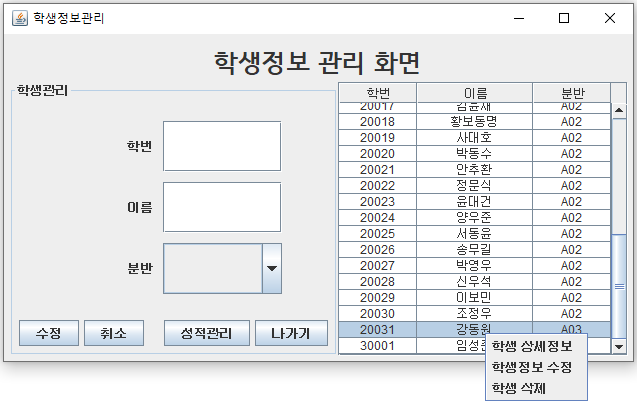 학생정보관리
학생정보 관리 화면
학생관리
학번
이름
분반
수정 취소 성적관리 나가기
학번 이름 분반
20017 김윤재 A02
20018 황보동명 A02
20019 사대호 A02
20020 박동수 A02
20021 안추환 A02
20022 정문식 A02
20023 윤대건 A02
20024 양우준 A02
20025 서동윤 A02
20026 송무길 A02
20027 박영우 A02
20028 신우석 A02
20029 이보민 A02
20030 조정우 A02
20031 강동원 A03
30001 임성
학생 상세정보
학생정보 수정
학생 삭제